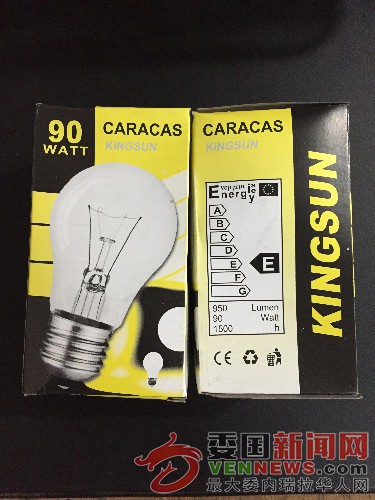 90
WATT
CARACAS
KINGSUN
CARACAS
KINGSUN
Energy
A
B
C
D
E
F
G
E
950 Lumen
90 Watt
1500 h
CE
KINGSUN
委国新闻网
VENNEWS.COM
最大委内瑞拉华人网